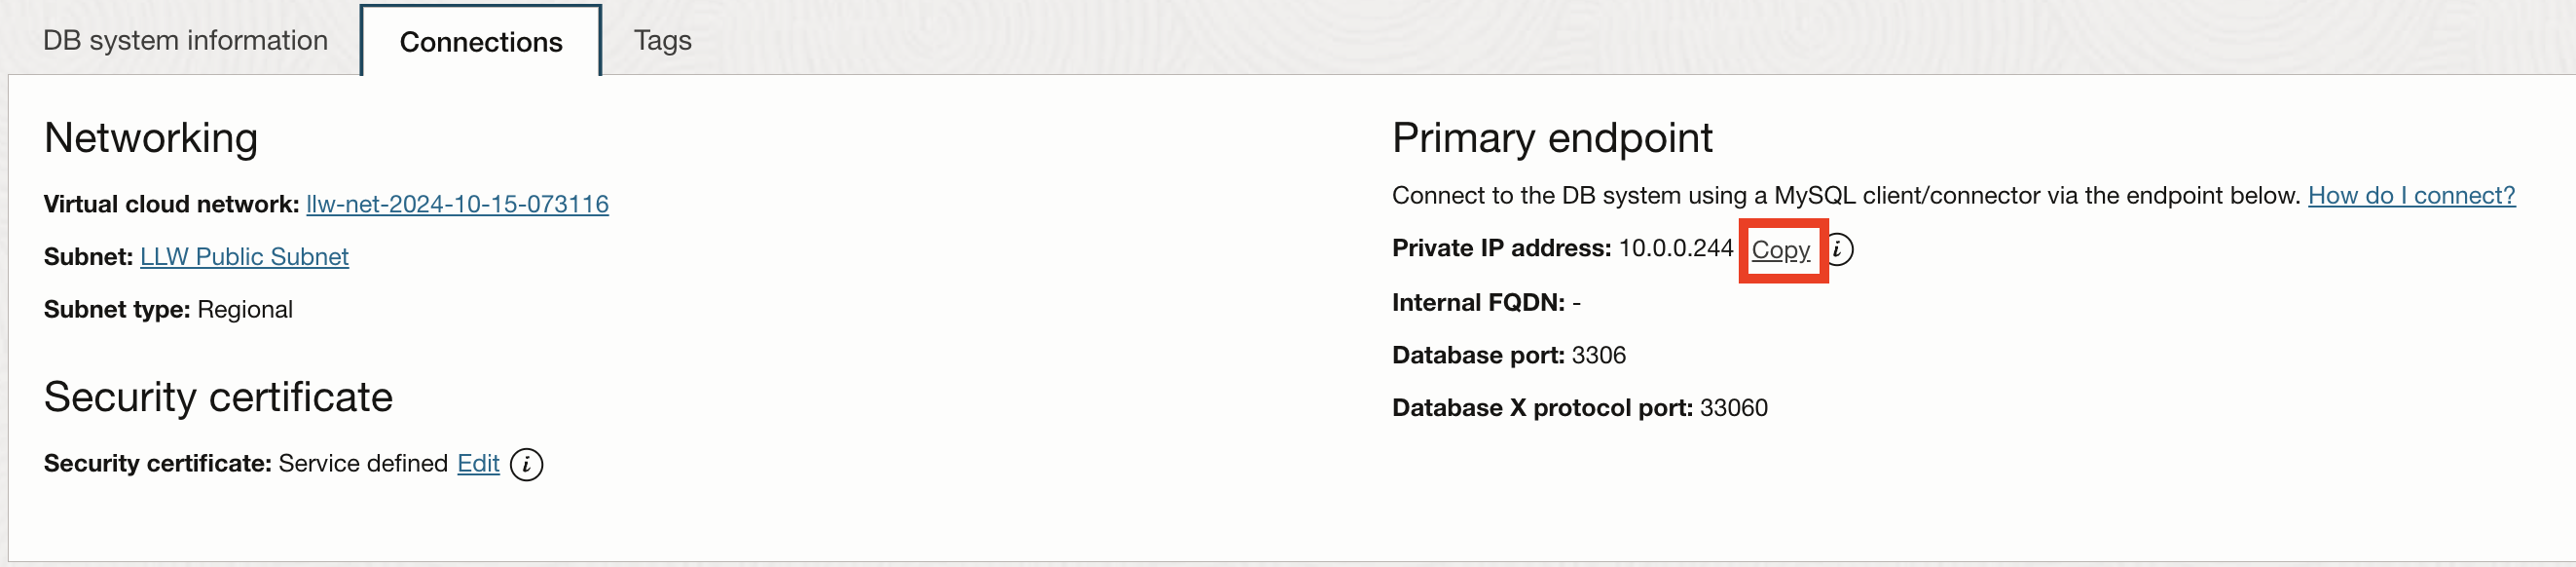 DB system information
Connections
Tags
Networking
Virtual cloud network: llw-net-2024-10-15-073116
Subnet: LLW Public Subnet
Subnet type: Regional
Security certificate
Security certificate: Service defined Edit i
Primary endpoint
Connect to the DB system using a MySQL client/connector via the endpoint below. How do I connect?
Private IP address: 10.0.0.244 Copy i
Internal FQDN: -
Database port: 3306
Database X protocol port: 33060